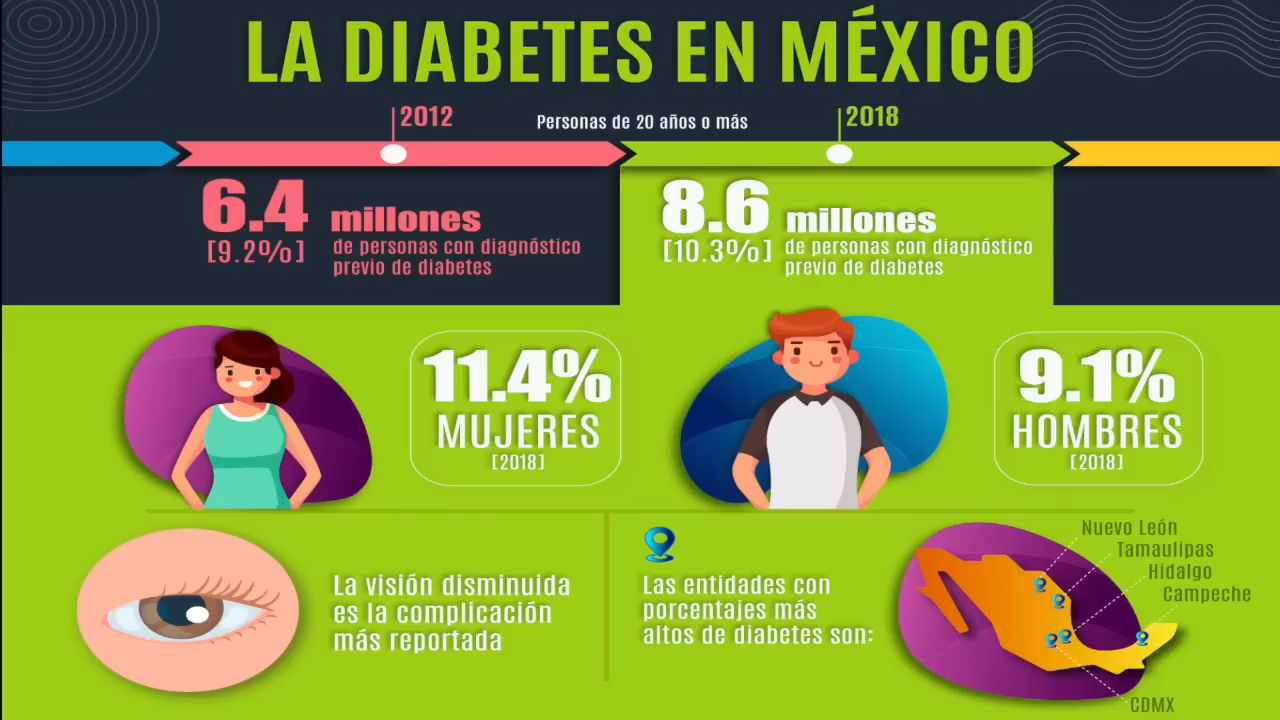 LA DIABETES EN MÉXICO
2012
Personas de 20 años o más
2018
6.4 millones
[9.2%]
de personas con diagnóstico
previo de diabetes
8.6 millones
[10.3%]
de personas con diagnóstico
previo de diabetes
11.4%
MUJERES
[2018]
9.1%
HOMBRES
[2018]
La visión disminuida
es la complicación
más reportada
Las entidades con
porcentajes más
altos de diabetes son:
Nuevo León
Tamaulipas
Hidalgo
Campeche
CDMX